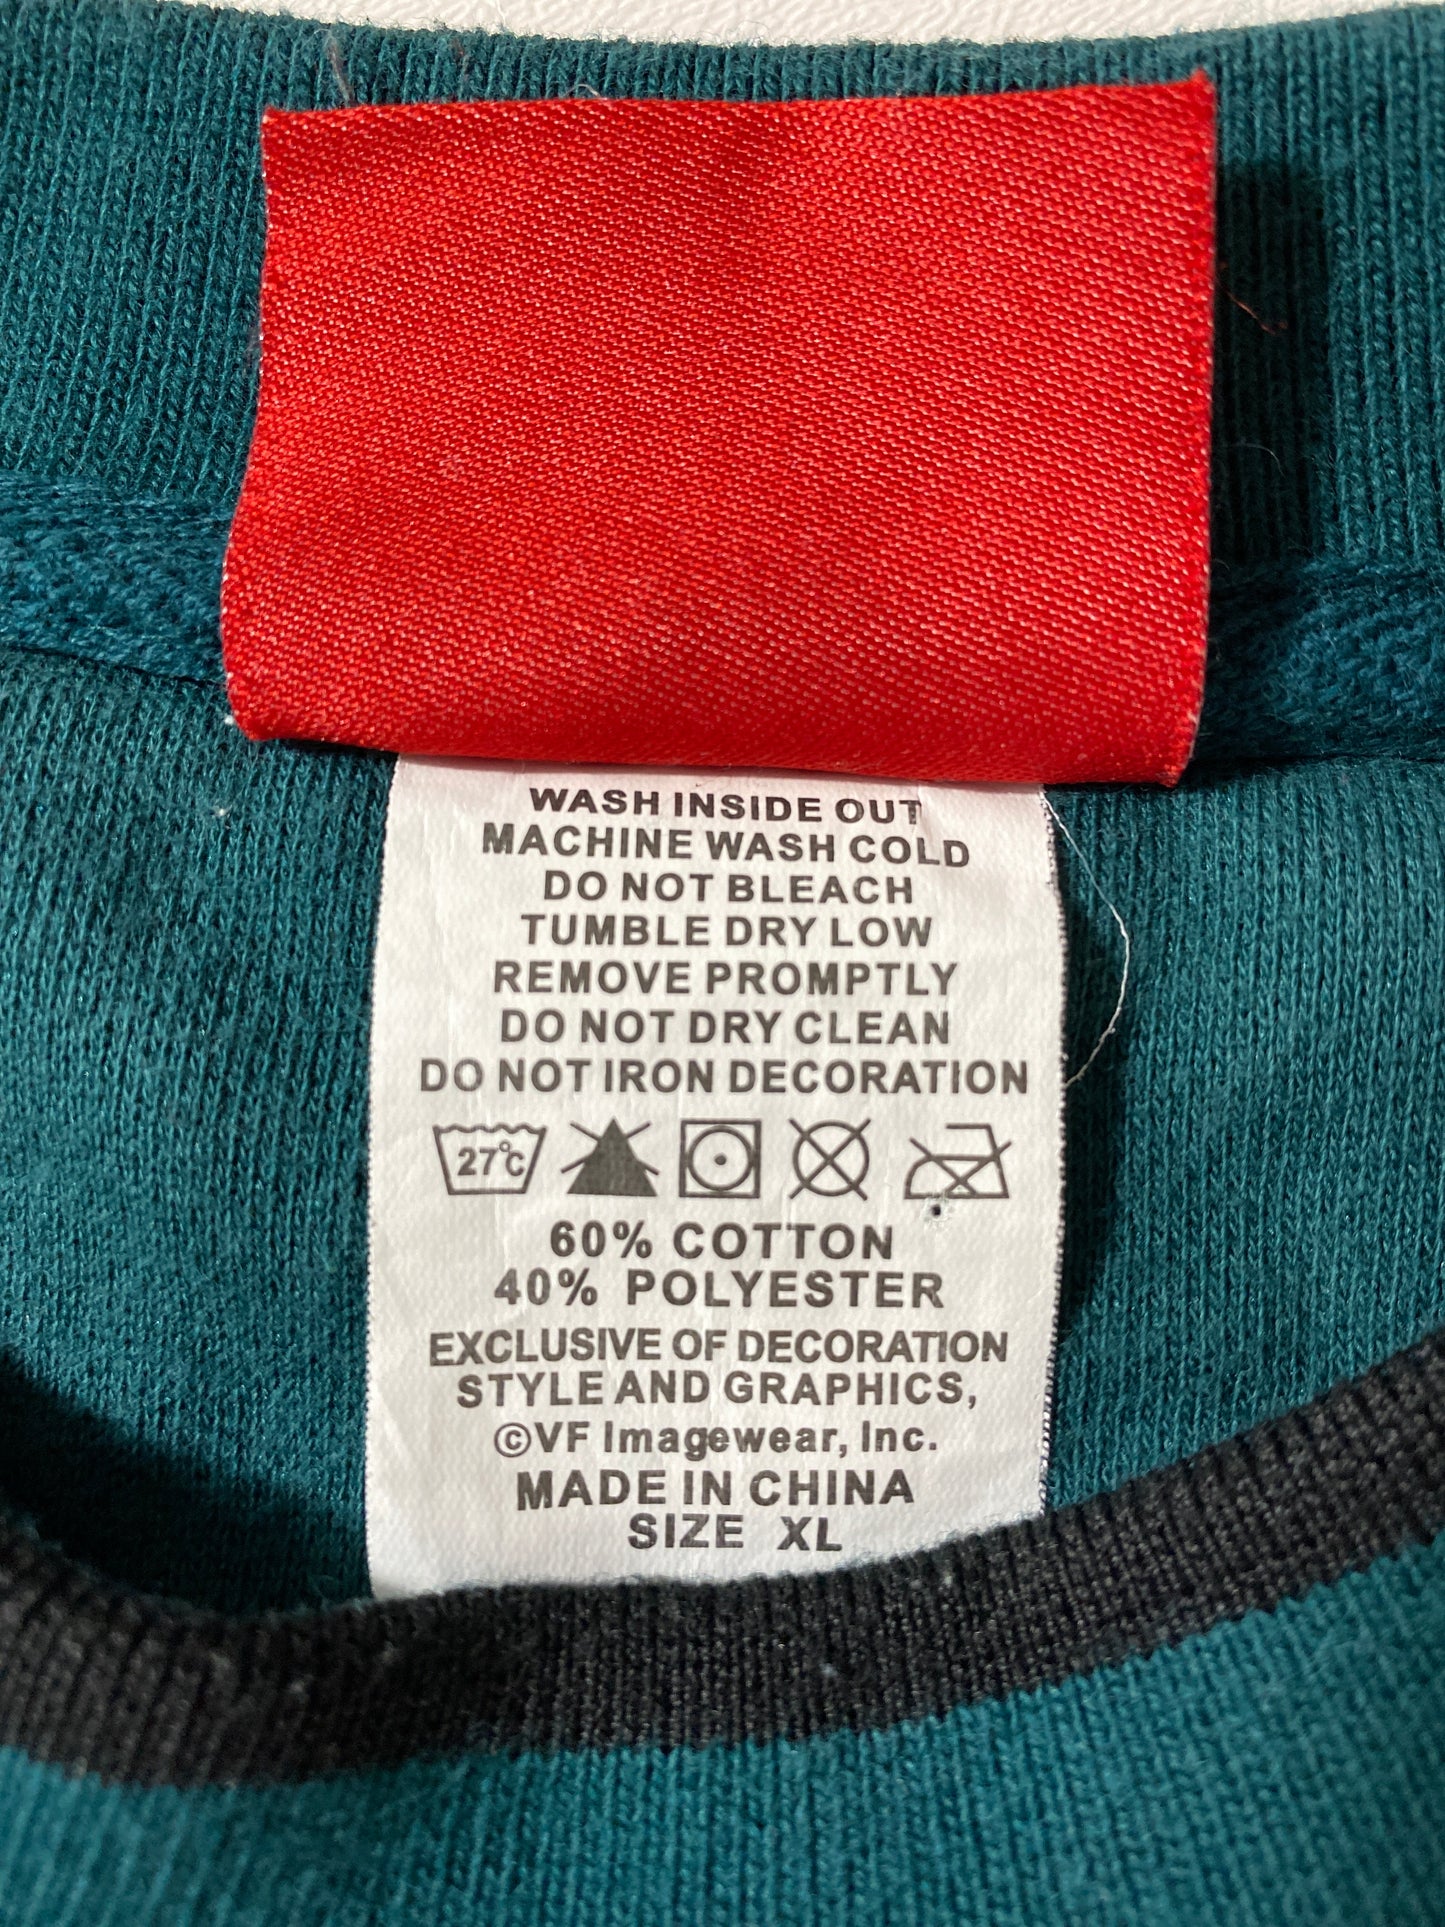 WASH INSIDE OUT
MACHINE WASH COLD
DO NOT BLEACH
TUMBLE DRY LOW
REMOVE PROMPTLY
DO NOT DRY CLEAN
DO NOT IRON DECORATION
27°C
60% COTTON
40% POLYESTER
EXCLUSIVE OF DECORATION
STYLE AND GRAPHICS,
©VF Imagewear, Inc.
MADE IN CHINA
SIZE XL